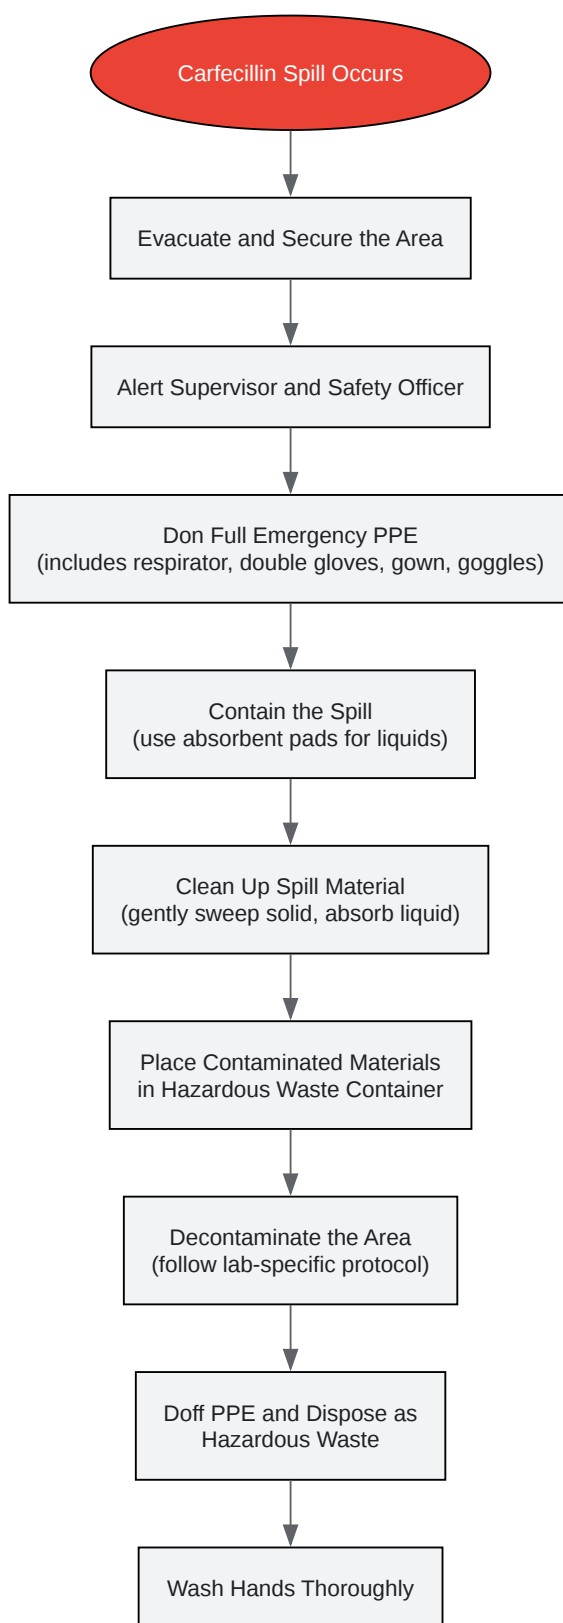 Carfecillin Spill Occurs
Evacuate and Secure the Area
Alert Supervisor and Safety Officer
Don Full Emergency PPE
(includes respirator, double gloves, gown, goggles)
Contain the Spill
(use absorbent pads for liquids)
Clean Up Spill Material
(gently sweep solid, absorb liquid)
Place Contaminated Materials
in Hazardous Waste Container
Decontaminate the Area
(follow lab-specific protocol)
Doff PPE and Dispose as
Hazardous Waste
Wash Hands Thoroughly